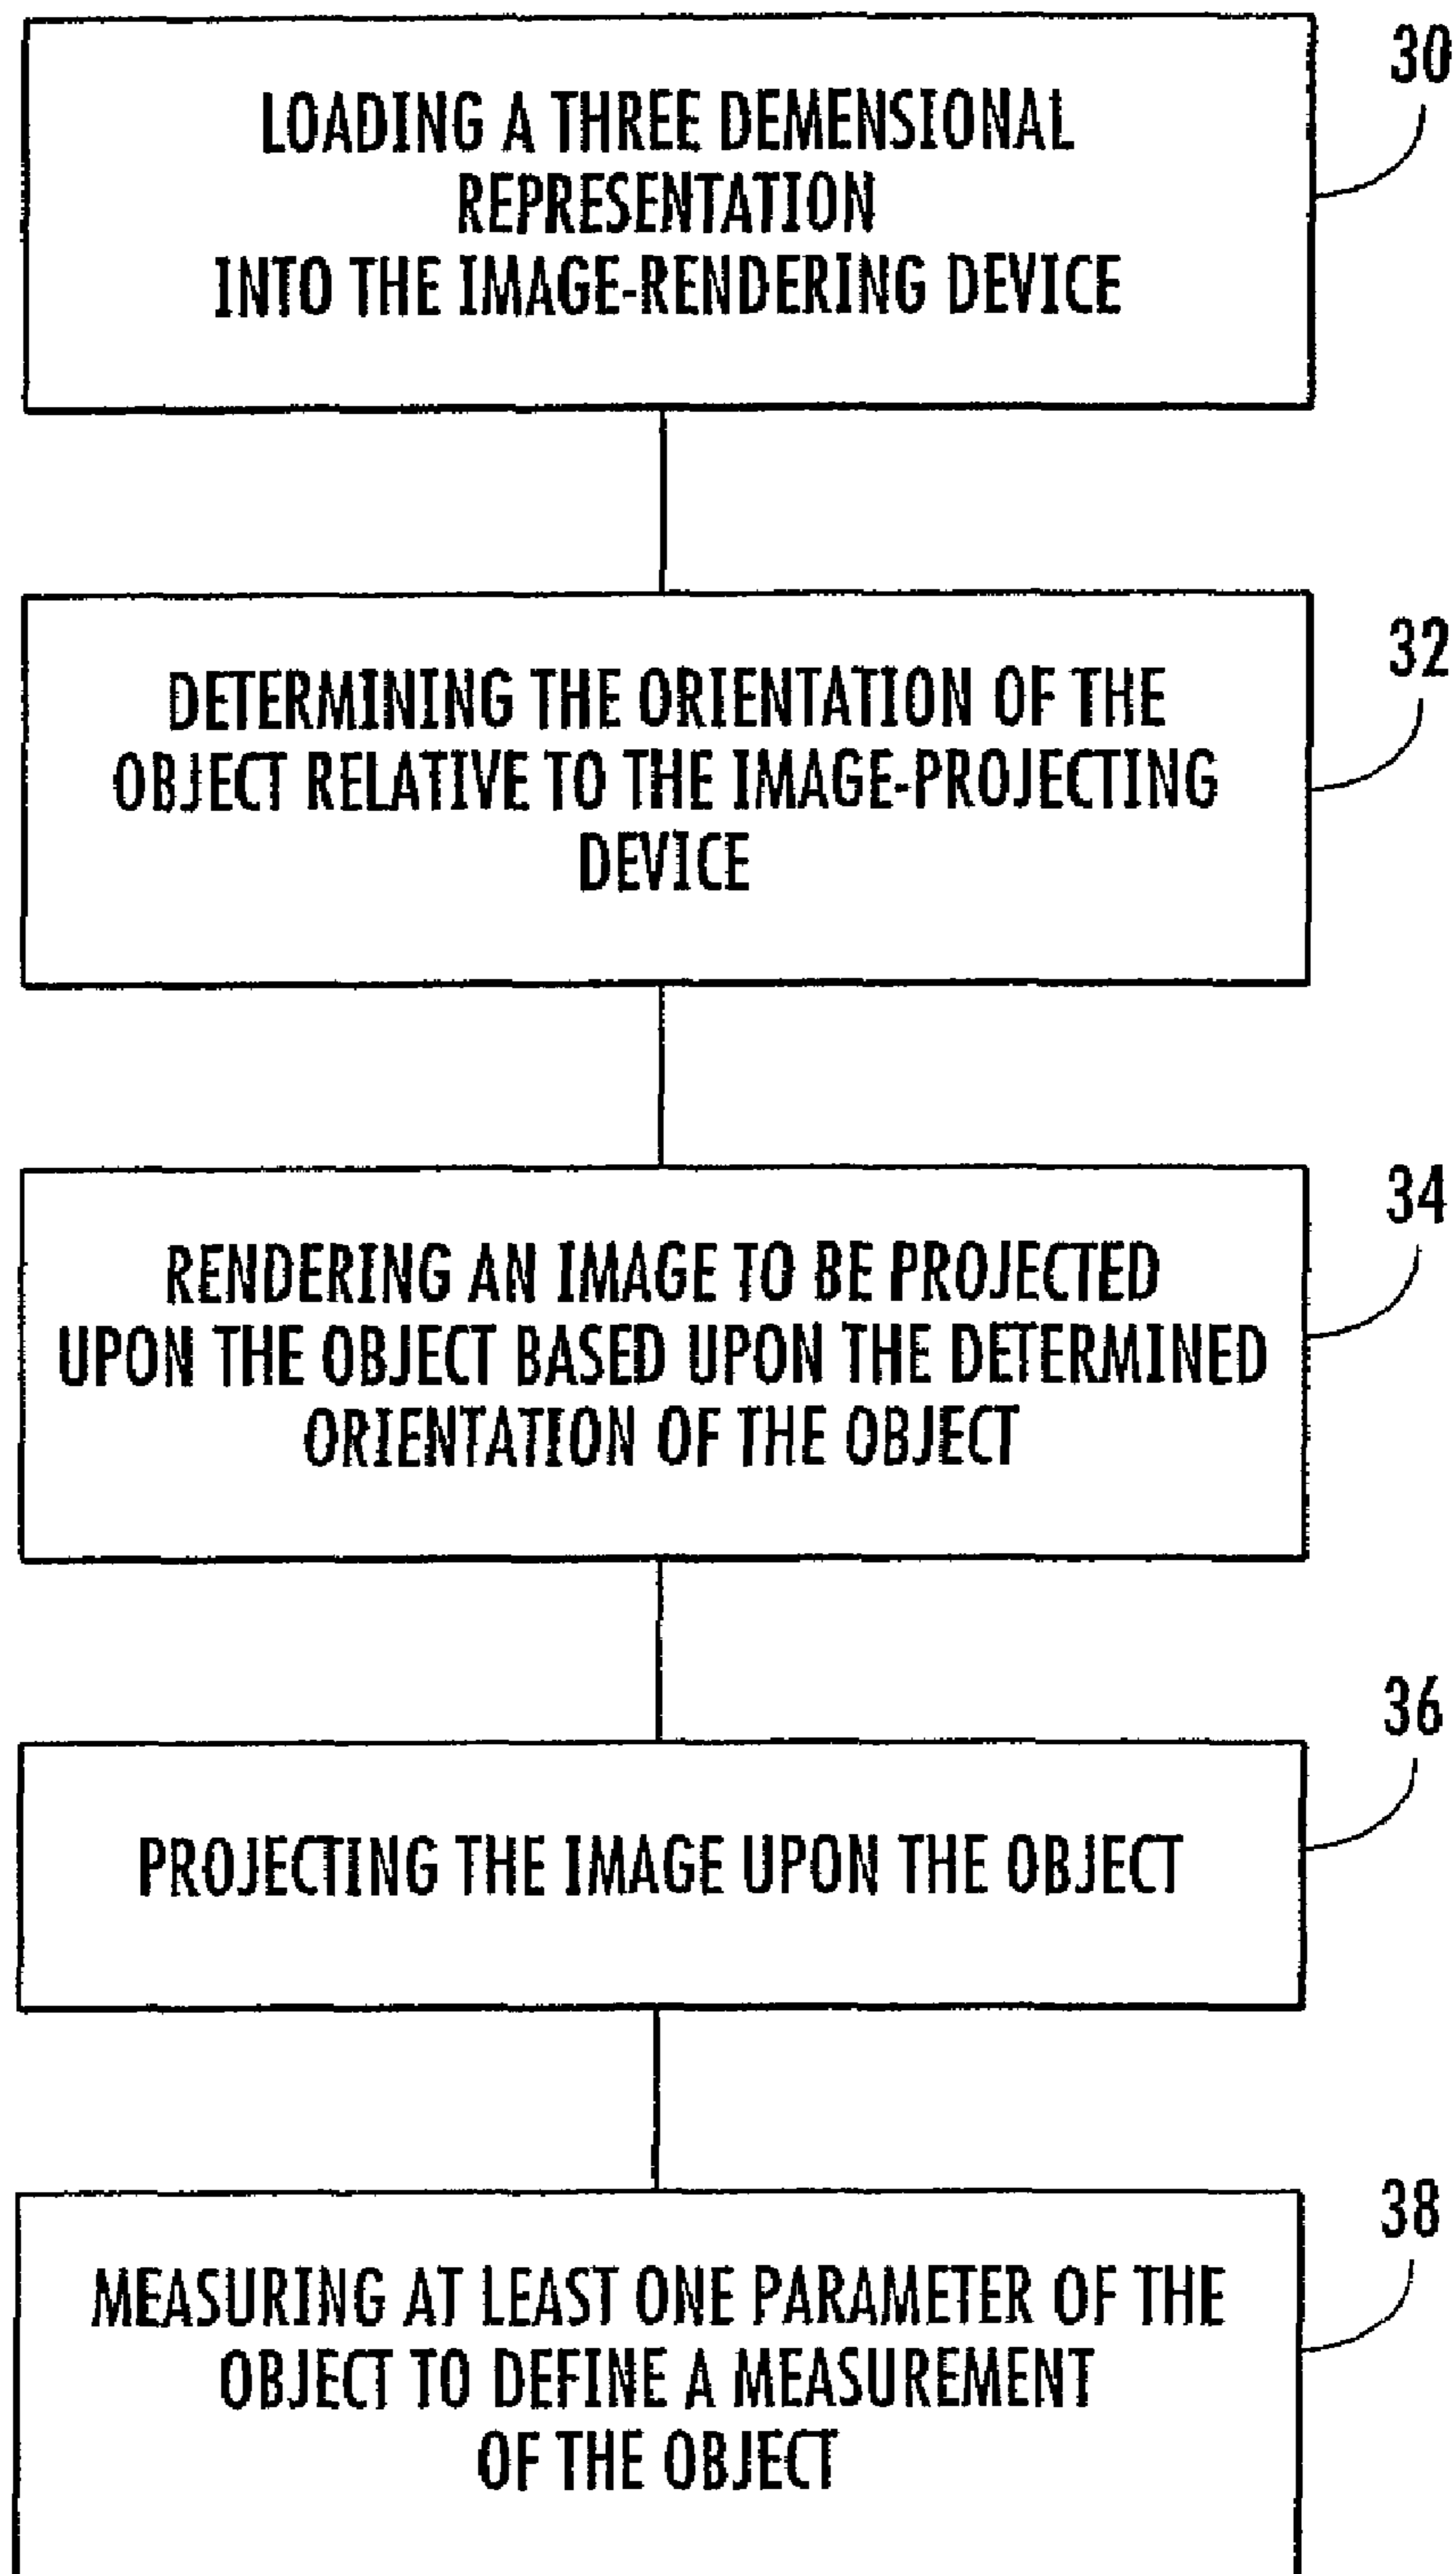 30
LOADING A THREE DEMENSIONAL
REPRESENTATION
INTO THE IMAGE-RENDERING DEVICE
32
DETERMINING THE ORIENTATION OF THE
OBJECT RELATIVE TO THE IMAGE-PROJECTING
DEVICE
34
RENDERING AN IMAGE TO BE PROJECTED
UPON THE OBJECT BASED UPON THE DETERMINED
ORIENTATION OF THE OBJECT
36
PROJECTING THE IMAGE UPON THE OBJECT
38
MEASURING AT LEAST ONE PARAMETER OF THE
OBJECT TO DEFINE A MEASUREMENT
OF THE OBJECT